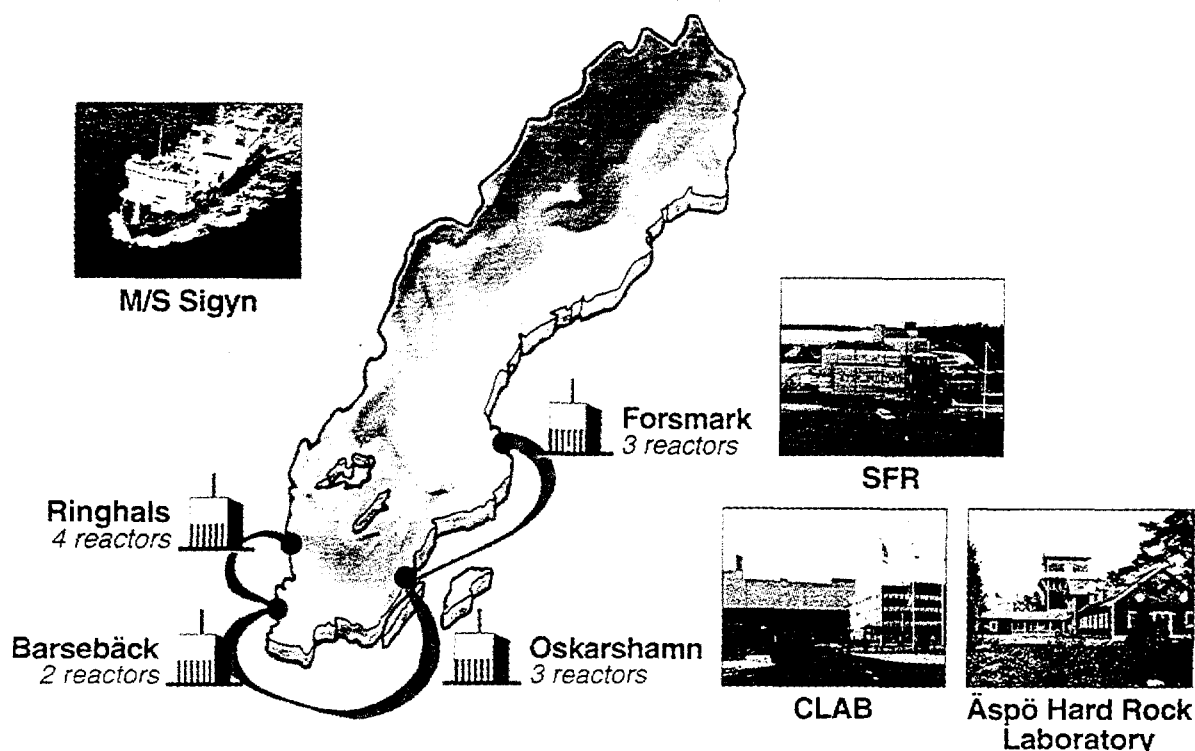 M/S Sigyn
Forsmark
3 reactors
SFR
Ringhals
4 reactors
Barsebäck
2 reactors
Oskarshamn
3 reactors
CLAB
Äspö Hard Rock
Laboratory